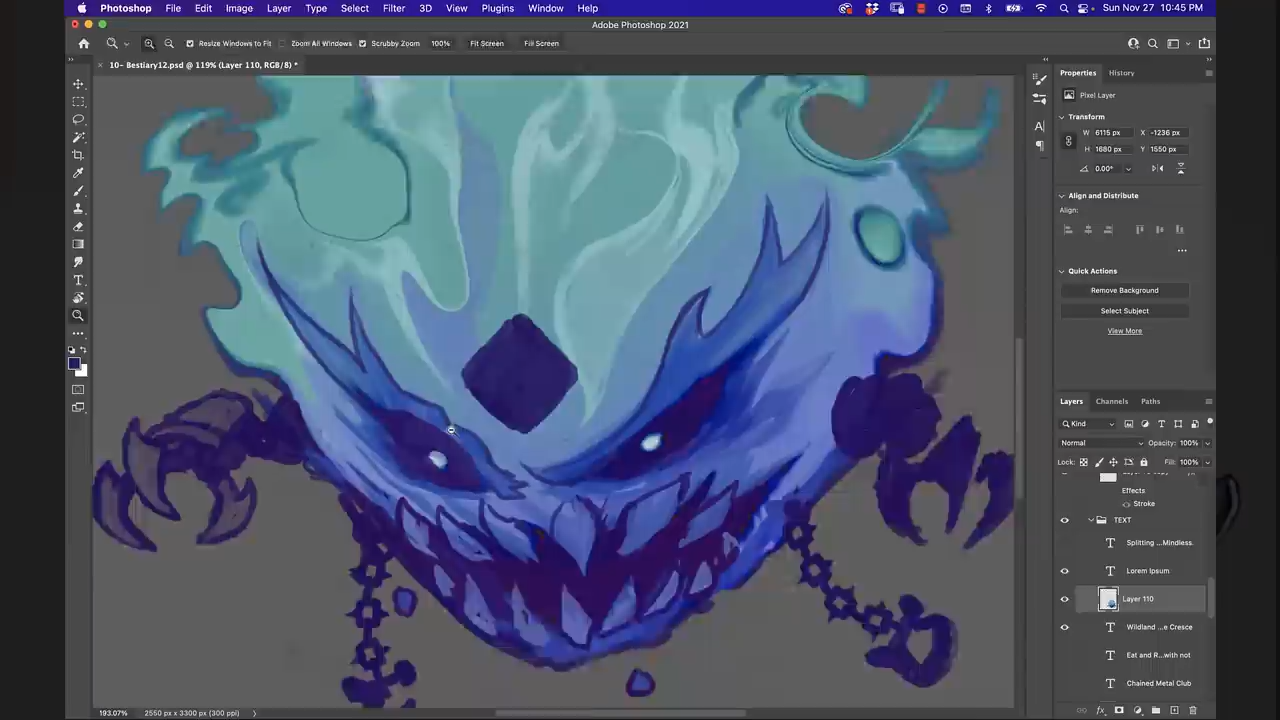 Photoshop File Edit Image Layer Type Select Filter 3D View Plugins Window Help Sun Nov 27 10:45 PM
Adobe Photoshop 2021
Resize Windows to Fit Zoom All Windows Scrubby Zoom 100% Fit Screen Fill Screen
10- Bestiary12.psd @ 119% (Layer 110, RGB/8) *
Properties History
Pixel Layer
Transform
W 6115 px X -1236 px
H 1680 px Y 1550 px
0.00°
Align and Distribute
Align:
Quick Actions
Remove Background
Select Subject
View More
Layers Channels Paths
Kind
Normal Opacity: 100%
Lock: Fill: 100%
Effects
Stroke
TEXT
Splitting ...Mindless.
Lorem Ipsum
Layer 110
Wildland ...e Cresce
Eat and R...with not
Chained Metal Club
193.07% 2550 px x 3300 px (300 ppi)